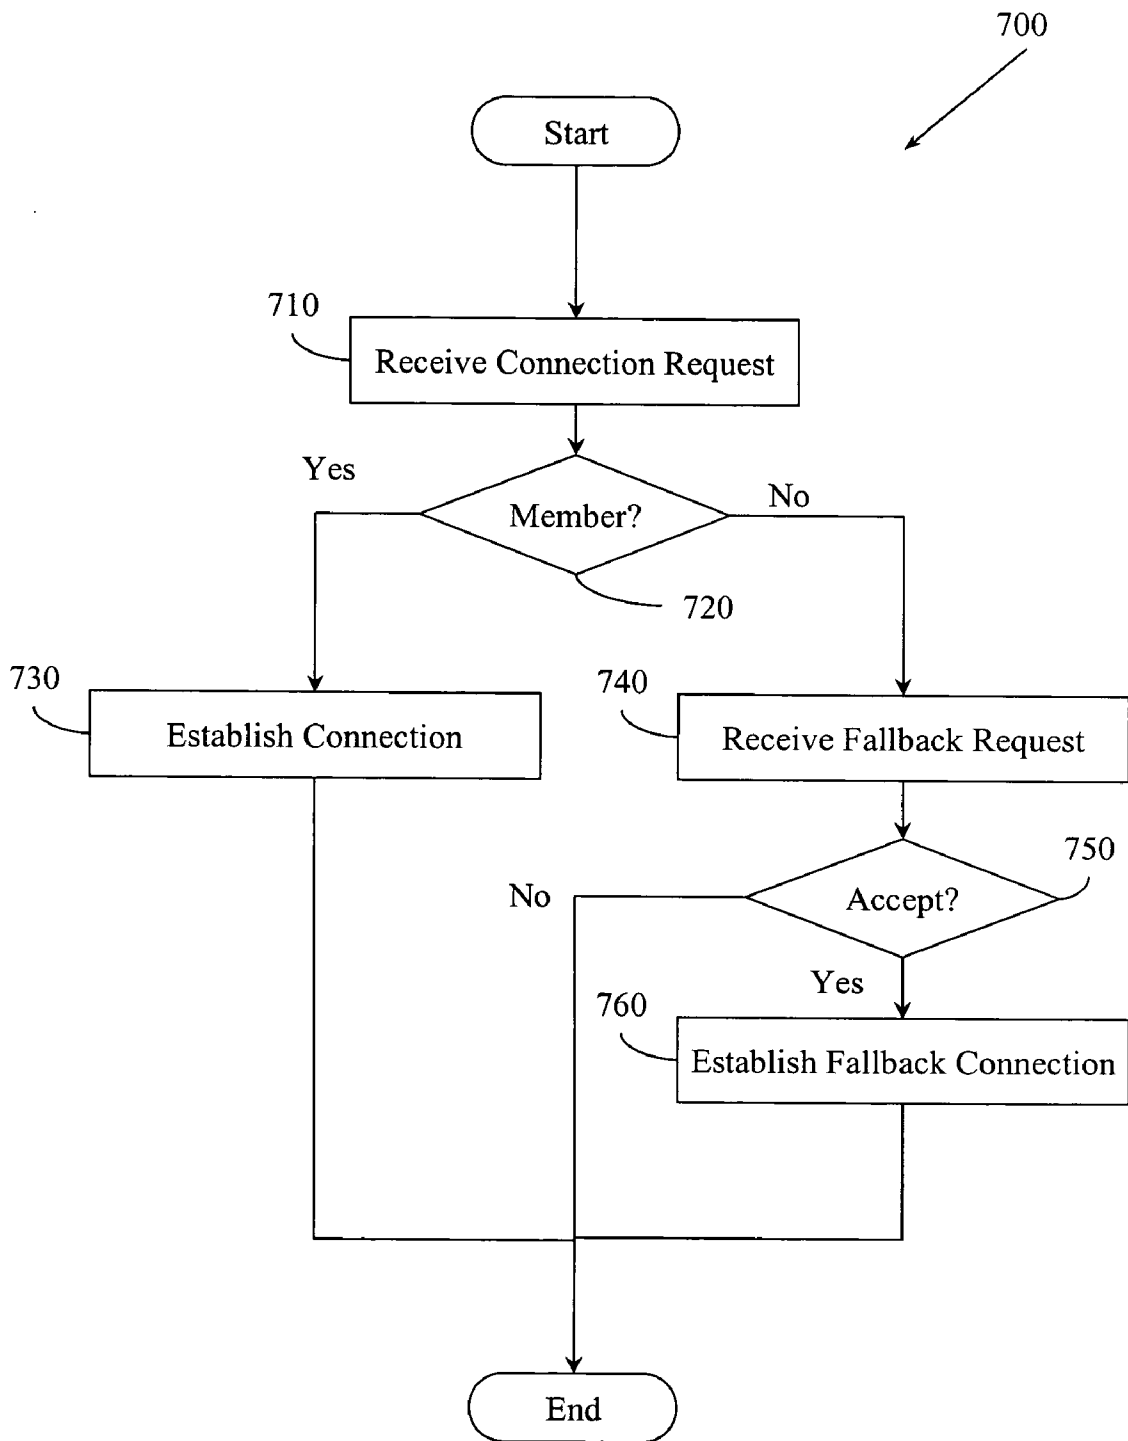 700
Start
710
Receive Connection Request
Yes
Member?
No
720
730
Establish Connection
740
Receive Fallback Request
750
No
Accept?
Yes
760
Establish Fallback Connection
End